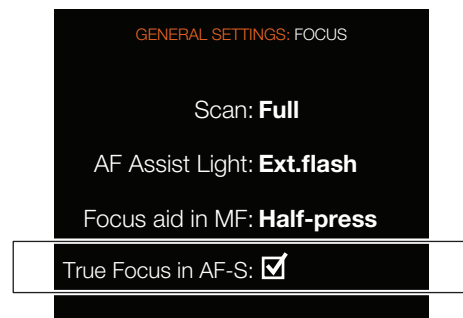 GENERAL SETTINGS: FOCUS
Scan: Full
AF Assist Light: Ext.flash
Focus aid in MF: Half-press
True Focus in AF-S: